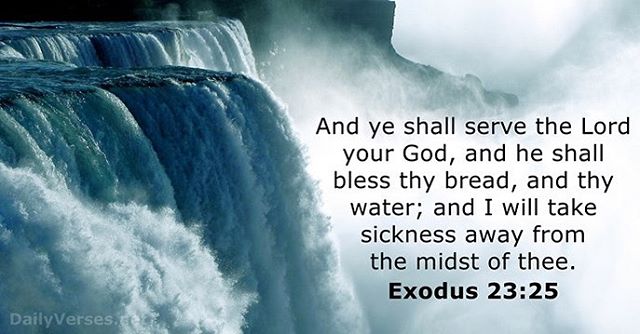 And ye shall serve the Lord
your God, and he shall
bless thy bread, and thy
water; and I will take
sickness away from
the midst of thee.
Exodus 23:25
DailyVerses.net